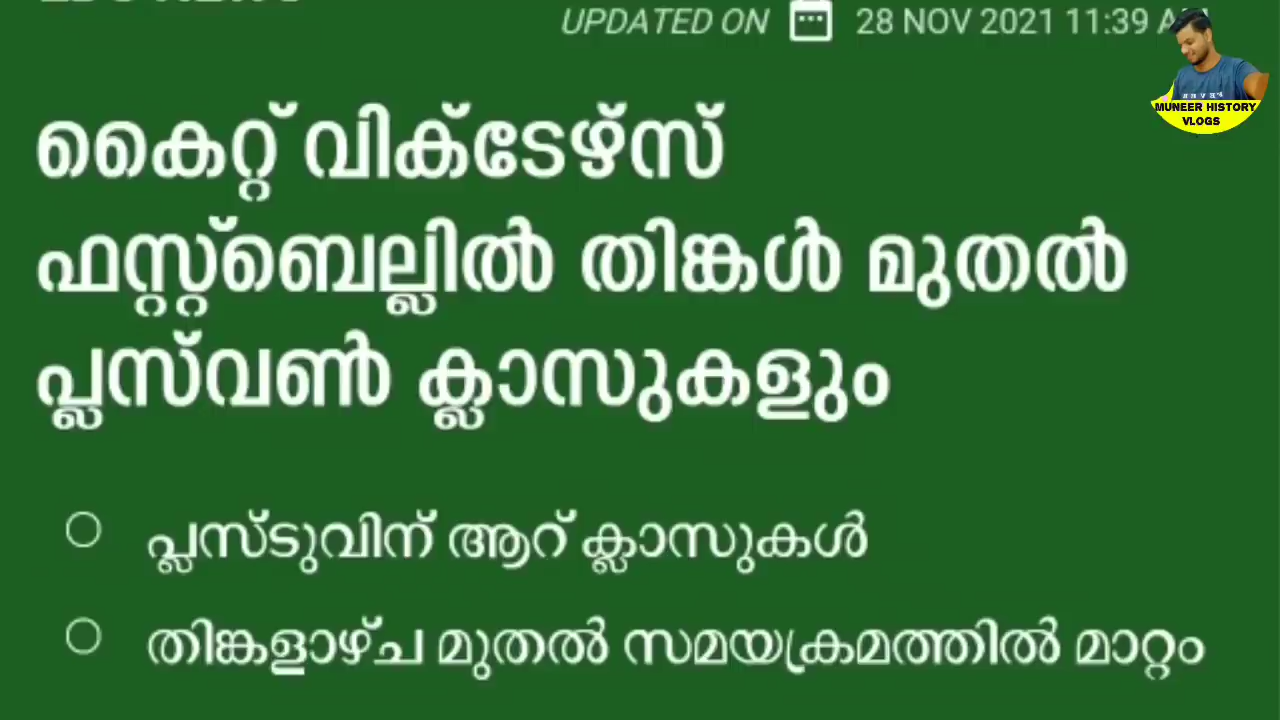 UPDATED ON 28 NOV 2021 11:39 AM
MUNEER HISTORY
VLOGS
കൈറ്റ് വിക്ടേഴ്സ്
ഫസ്റ്റ്ബെല്ലിൽ തിങ്കൾ മുതൽ
പ്ലസ്‌വൺ ക്ലാസുകളും
പ്ലസ്ടുവിന് ആറ് ക്ലാസുകൾ
തിങ്കളാഴ്ച മുതൽ സമയക്രമത്തിൽ മാറ്റം